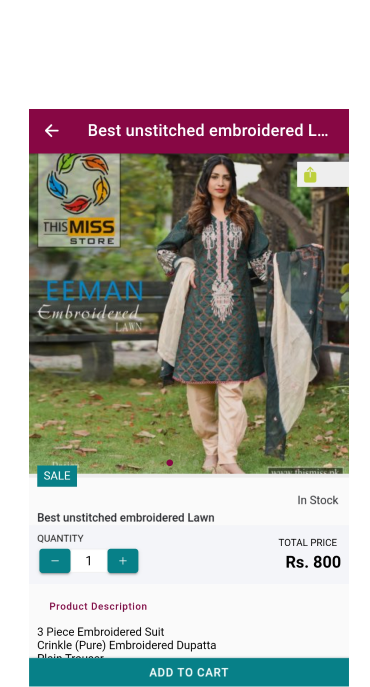 Best unstitched embroidered L...
THIS MISS
STORE
EEMAN
Embroidered
LAWN
www.thismiss.pk
SALE
In Stock
Best unstitched embroidered Lawn
QUANTITY
TOTAL PRICE
− 1 +
Rs. 800
Product Description
3 Piece Embroidered Suit
Crinkle (Pure) Embroidered Dupatta
Plain Trouser
ADD TO CART